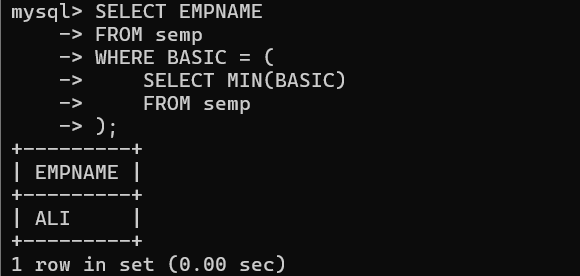 mysql> SELECT EMPNAME
    -> FROM semp
    -> WHERE BASIC = (
    ->     SELECT MIN(BASIC)
    ->     FROM semp
    -> );
+---------+
| EMPNAME |
+---------+
| ALI     |
+---------+
1 row in set (0.00 sec)